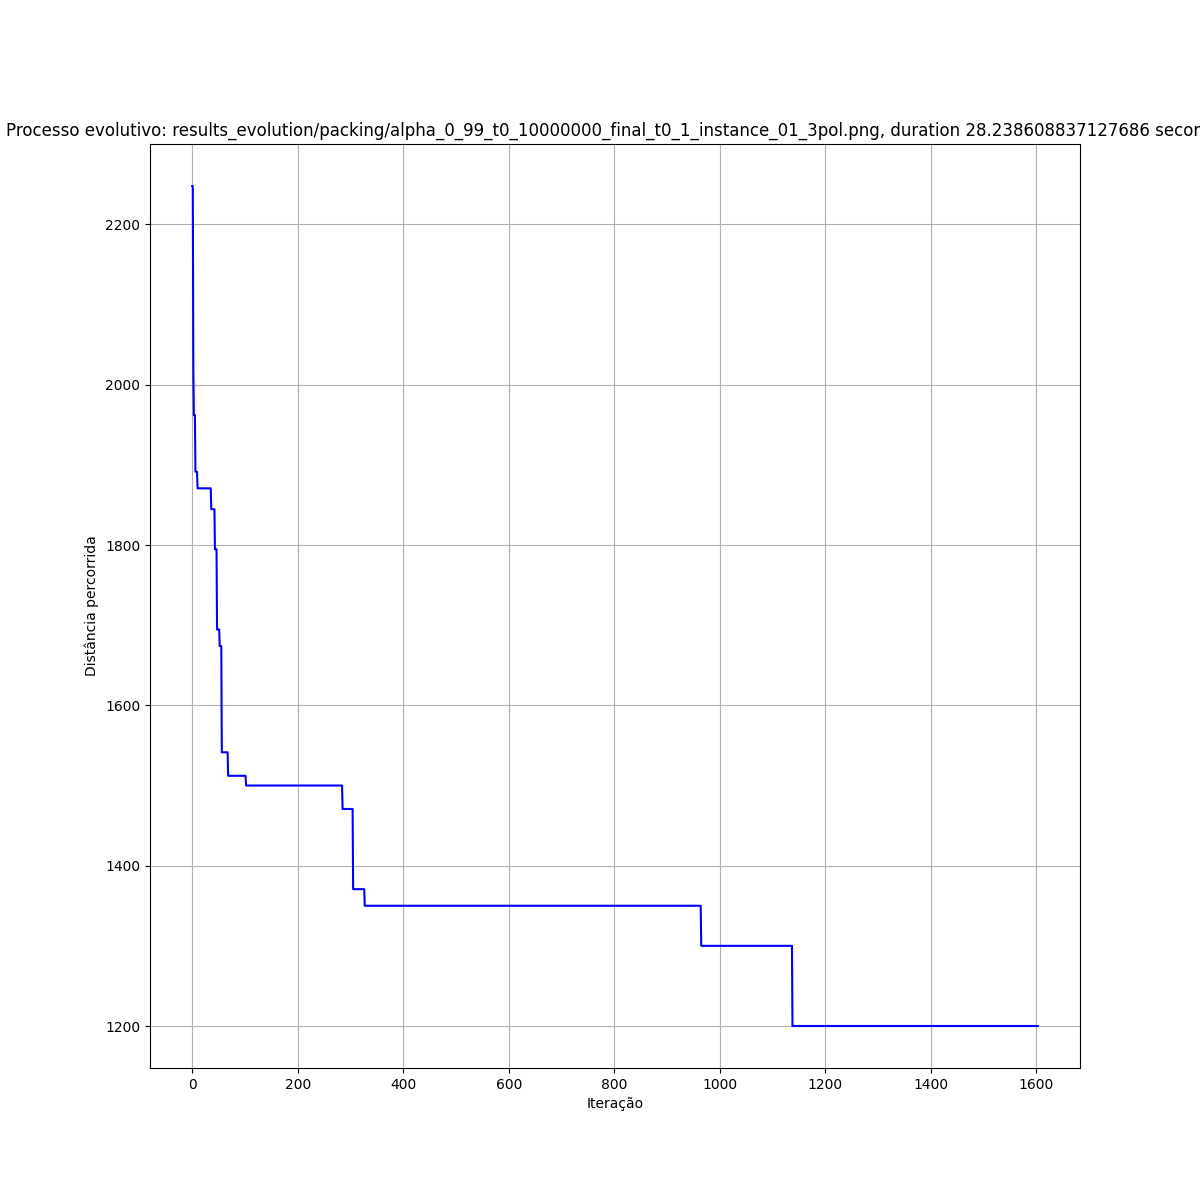 Processo evolutivo: results_evolution/packing/alpha_0_99_t0_10000000_final_t0_1_instance_01_3pol.png, duration 28.238608837127686 secor
2200
2000
1800
1600
1400
1200
Distância percorrida
0 200 400 600 800 1000 1200 1400 1600
Iteração